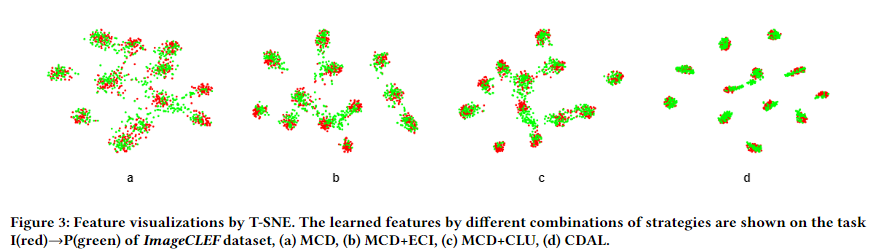 a
b
c
d
Figure 3: Feature visualizations by T-SNE. The learned features by different combinations of strategies are shown on the task
I(red)→P(green) of ImageCLEF dataset, (a) MCD, (b) MCD+ECI, (c) MCD+CLU, (d) CDAL.